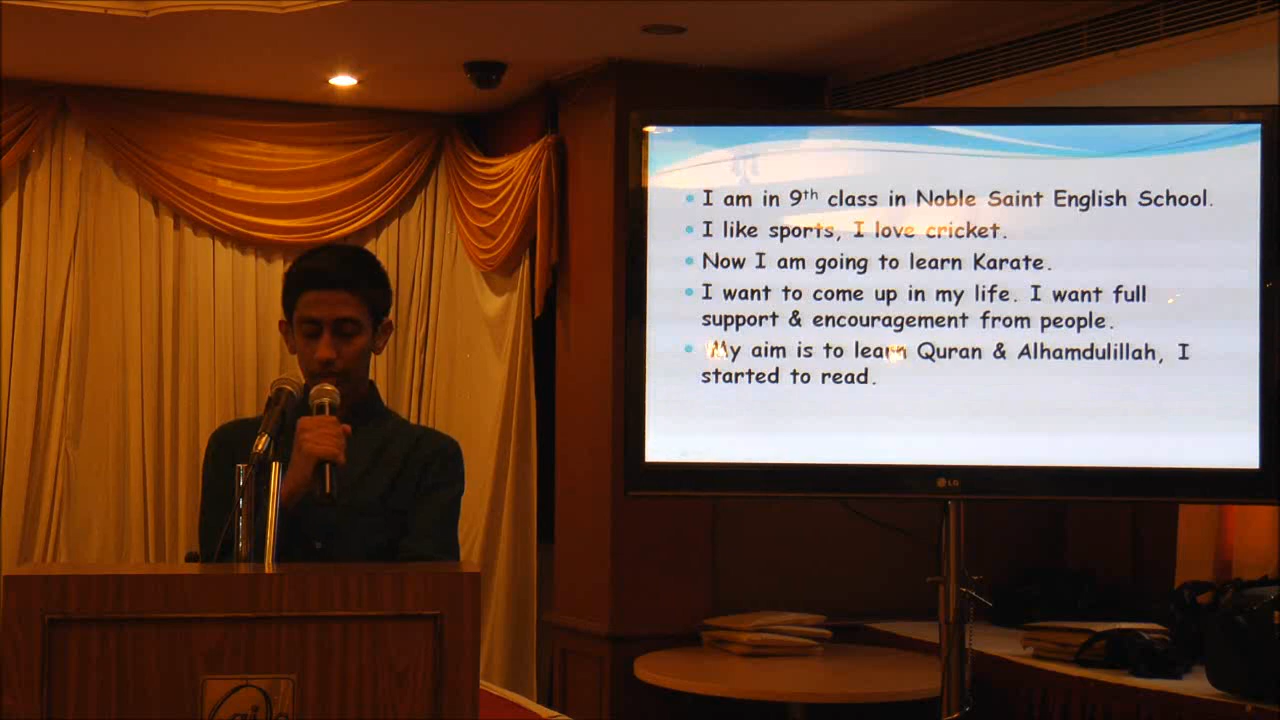 I am in 9th class in Noble Saint English School.
I like sports, I love cricket.
Now I am going to learn Karate.
I want to come up in my life. I want full
support & encouragement from people.
My aim is to learn Quran & Alhamdulillah, I
started to read.
LG